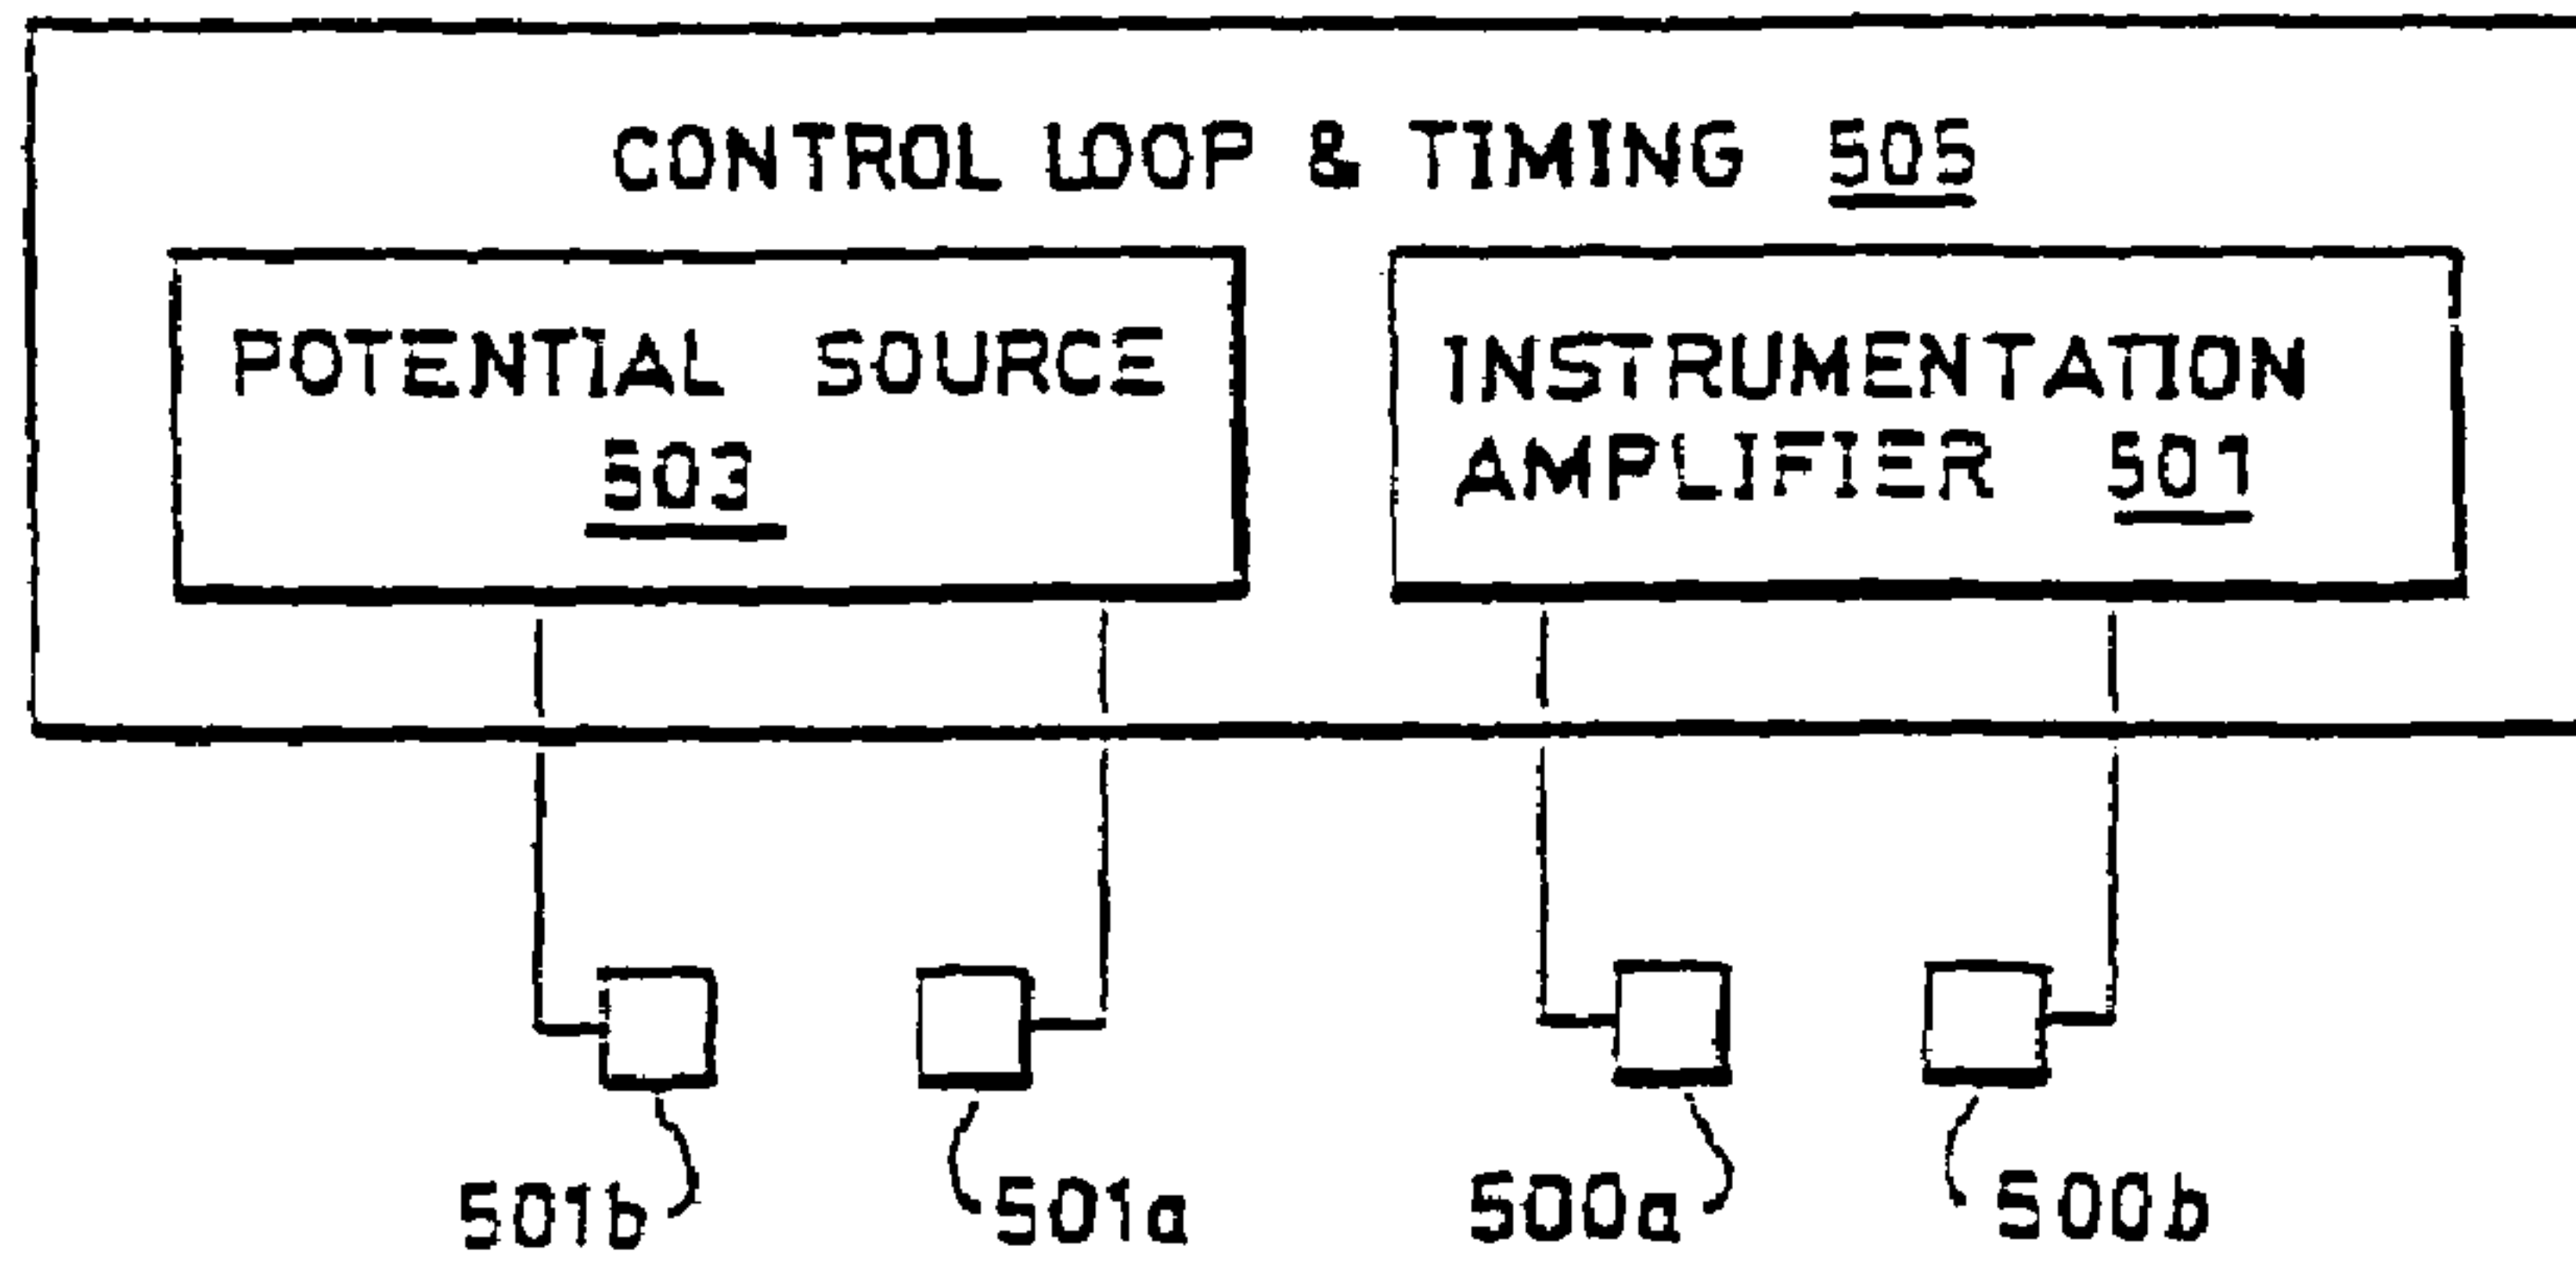 CONTROL LOOP & TIMING 505
POTENTIAL SOURCE
503
INSTRUMENTATION
AMPLIFIER 501
501b
501a
500a
500b